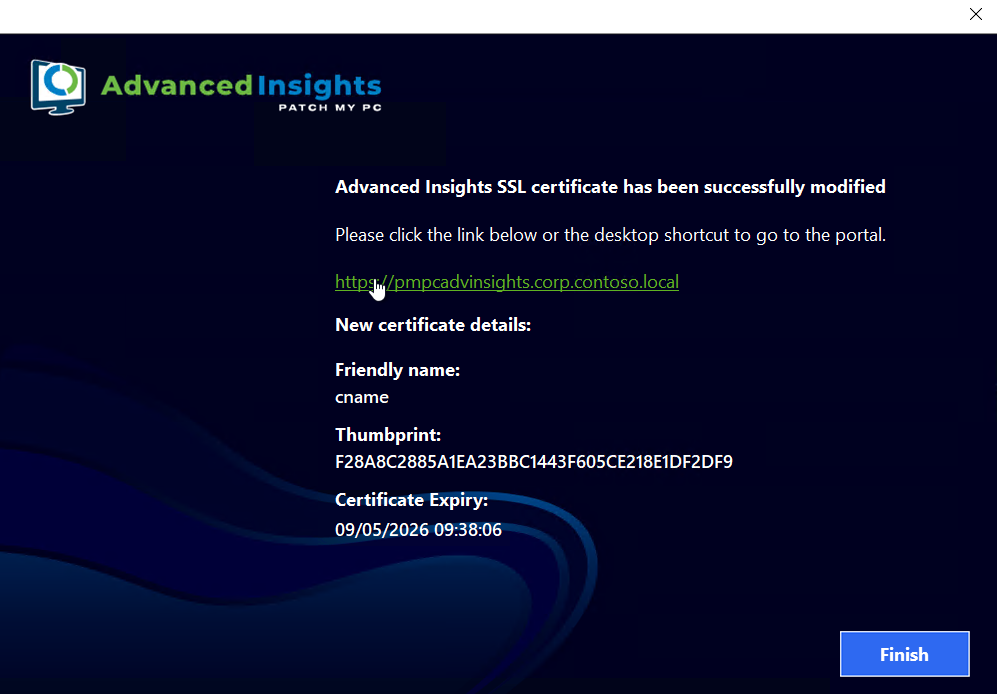 Advanced Insights
PATCH MY PC
Advanced Insights SSL certificate has been successfully modified
Please click the link below or the desktop shortcut to go to the portal.
https://pmpcadvinsights.corp.contoso.local
New certificate details:
Friendly name:
cname
Thumbprint:
F28A8C2885A1EA23BBC1443F605CE218E1DF2DF9
Certificate Expiry:
09/05/2026 09:38:06
Finish